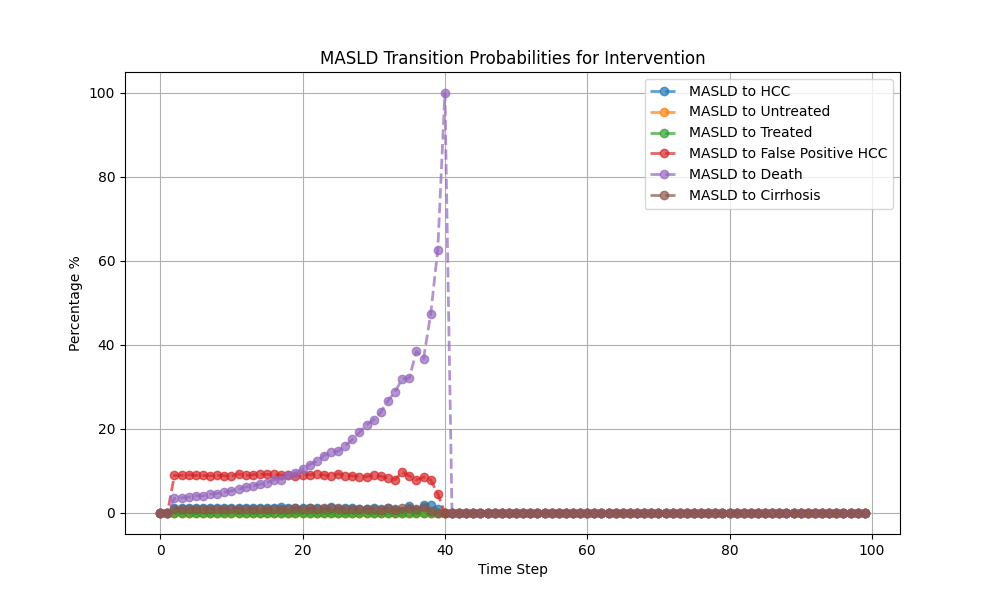 MASLD Transition Probabilities for Intervention
Percentage %
100
80
60
40
20
0
MASLD to HCC
MASLD to Untreated
MASLD to Treated
MASLD to False Positive HCC
MASLD to Death
MASLD to Cirrhosis
0 20 40 60 80 100
Time Step